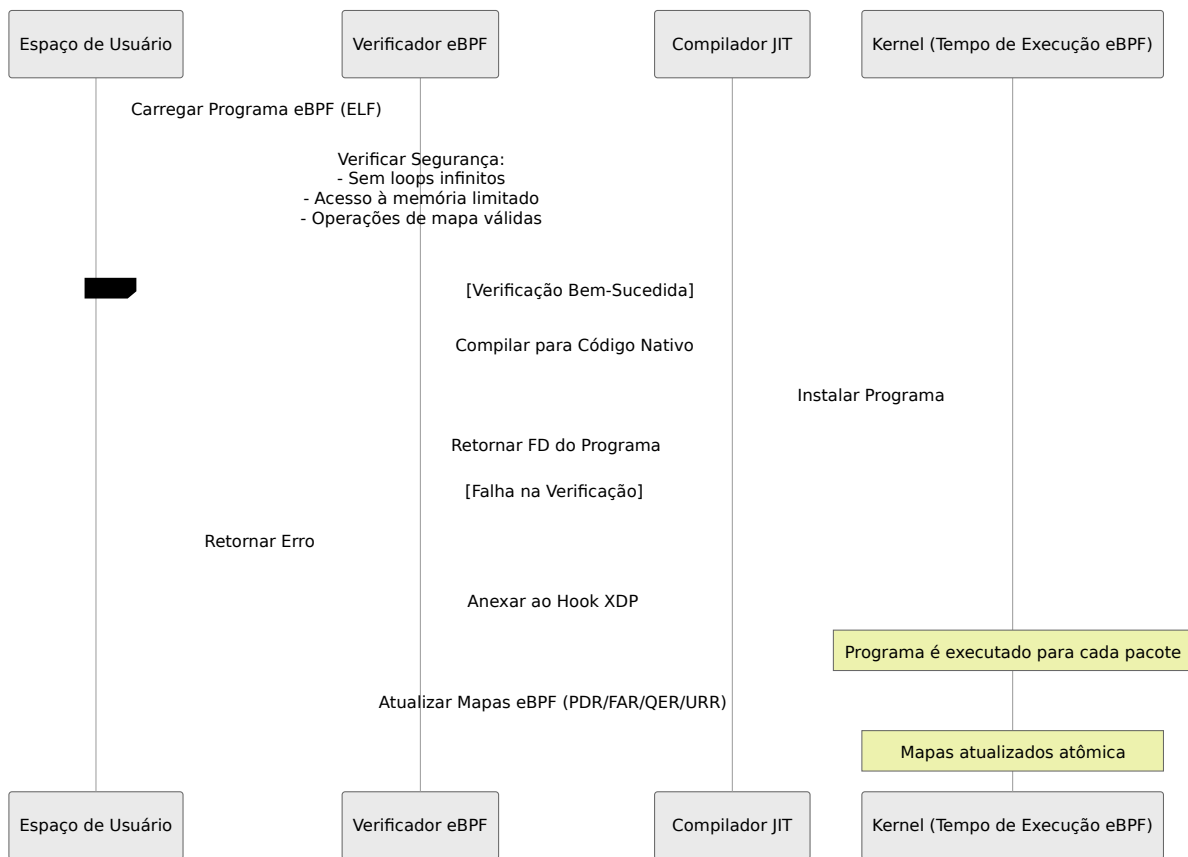 Espaço de Usuário
Verificador eBPF
Compilador JIT
Kernel (Tempo de Execução eBPF)
Carregar Programa eBPF (ELF)
Verificar Segurança:
- Sem loops infinitos
- Acesso à memória limitado
- Operações de mapa válidas
[Verificação Bem-Sucedida]
Compilar para Código Nativo
Instalar Programa
Retornar FD do Programa
[Falha na Verificação]
Retornar Erro
Anexar ao Hook XDP
Programa é executado para cada pacote
Atualizar Mapas eBPF (PDR/FAR/QER/URR)
Mapas atualizados atômica
Espaço de Usuário
Verificador eBPF
Compilador JIT
Kernel (Tempo de Execução eBPF)